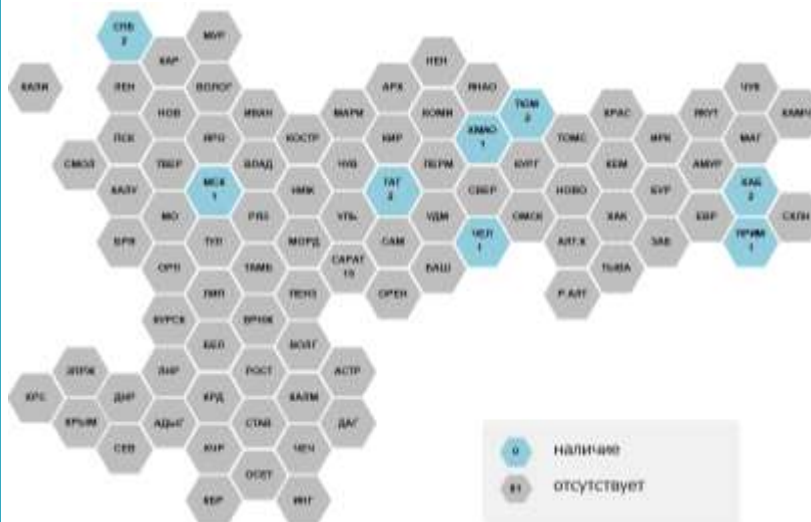 СПБ
2
КАР
МУР
КАЛИ
ЛЕН
ВОЛОГ
НОВ
ИВАН
МАРИ
АРХ
НЕН
ЯНАО
ТЮМ
2
КРАС
ЯКУТ
ЧУК
КАМЧ
ПСК
ЯРО
КОСТР
КИР
КОМИ
ХМАО
1
ТОМС
ИРК
МАГ
СМОЛ
ТВЕР
ВЛАД
ЧУВ
ПЕРМ
КУРГ
КЕМ
АМУР
КАЛУ
МСК
1
НИЖ
ТАТ
2
СВЕР
НОВО
БУР
ХАБ
2
МО
РЯЗ
УЛЬ
УДМ
ОМСК
ХАК
ЕВР
СХЛН
БРЯ
ТУЛ
МОРД
САМ
ЧЕЛ
1
АЛТ.К
ЗАБ
ПРИМ
1
ОРЛ
ТАМБ
САРАТ
БАШ
ТЫВА
ЛИП
ПЕНЗ
ОРЕН
Р.АЛТ
КУРСК
ВРНЖ
БЕЛ
ВОЛГ
ЗПРЖ
ЛНР
РОСТ
АСТР
ХРС
ДНР
КРД
КАЛМ
КРЫМ
АДЫГ
СТАВ
ДАГ
СЕВ
КЧР
ЧЕЧ
ОСЕТ
КБР
ИНГ
наличие
отсутствует